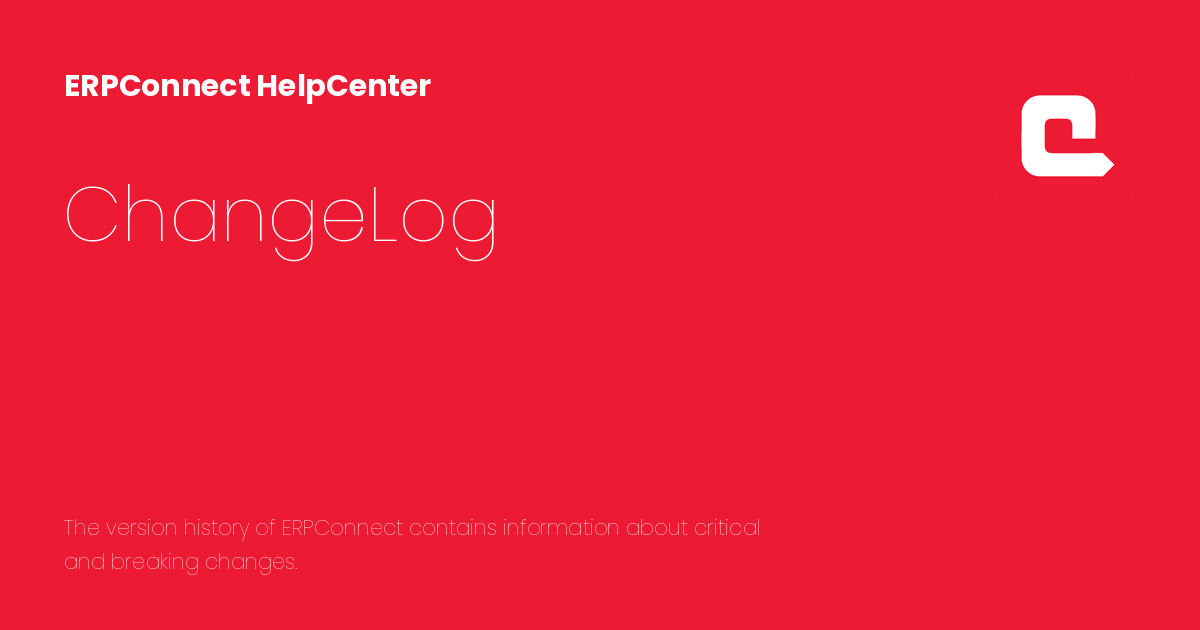 ERPConnect HelpCenter
ChangeLog
The version history of ERPConnect contains information about critical
and breaking changes.